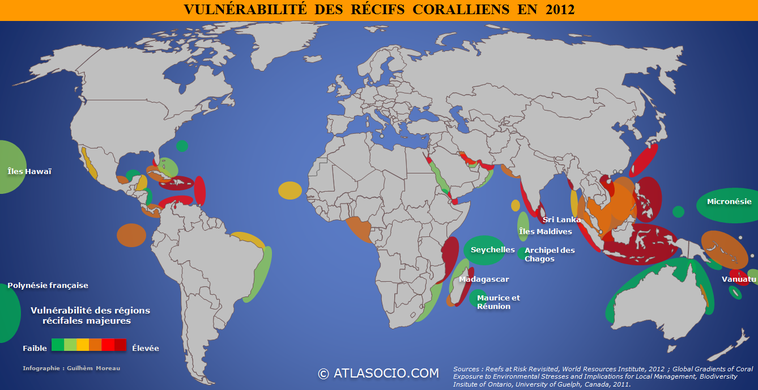 VULNÉRABILITÉ DES RÉCIFS CORALLIENS EN 2012
Îles Hawaï
Micronésie
Sri Lanka
Îles Maldives
Seychelles
Archipel des
Chagos
Madagascar
Vanuatu
Polynésie française
Maurice et
Réunion
Vulnérabilité des régions
récifales majeures
Faible
Élevée
Infographie : Guilhèm Moreau
© ATLASOCIO.COM
Sources : Reefs at Risk Revisited, World Resources Institute, 2012 ; Global Gradients of Coral
Exposure to Environmental Stresses and Implications for Local Management, Biodiversity
Insitute of Ontario, University of Guelph, Canada, 2011.